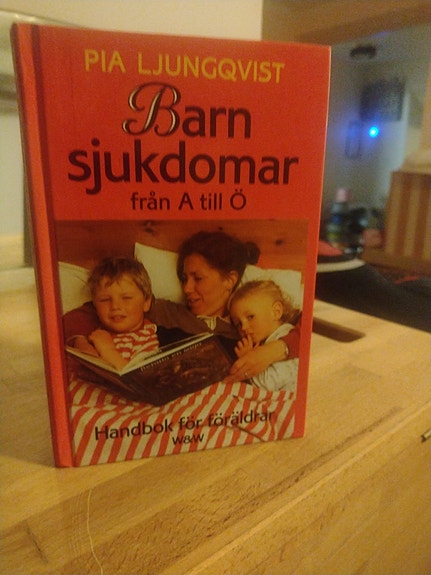 PIA LJUNGQVIST
Barn
sjukdomar
från A till Ö
Handbok för föräldrar
W&W